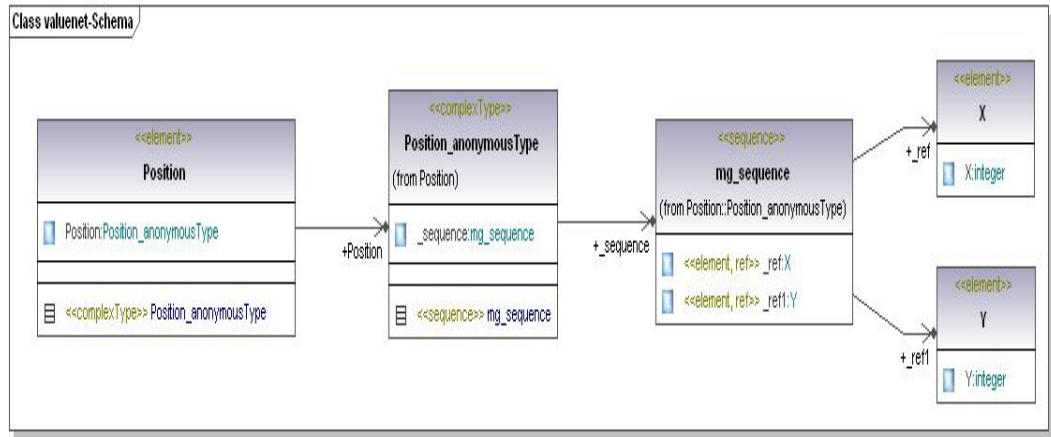 Class valuenet-Schema
<<element>>
Position
Position:Position_anonymousType
<<complexType>> Position_anonymousType
+Position
<<complexType>>
Position_anonymousType
(from Position)
_sequence:mg_sequence
<<sequence>> mg_sequence
+_sequence
<<sequence>>
mg_sequence
(from Position::Position_anonymousType)
<<element, ref>> _ref:X
<<element, ref>> _ref1:Y
+_ref
<<element>>
X
X:integer
+_ref1
<<element>>
Y
Y:integer